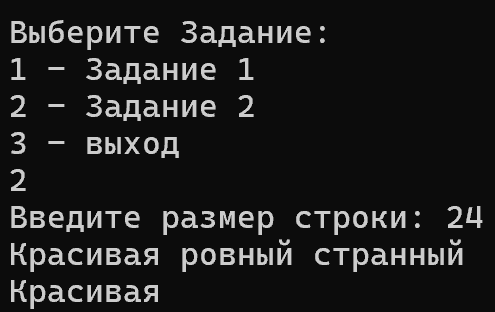 Выберите Задание:
1 – Задание 1
2 – Задание 2
3 – выход
2
Введите размер строки: 24
Красивая ровный странный
Красивая